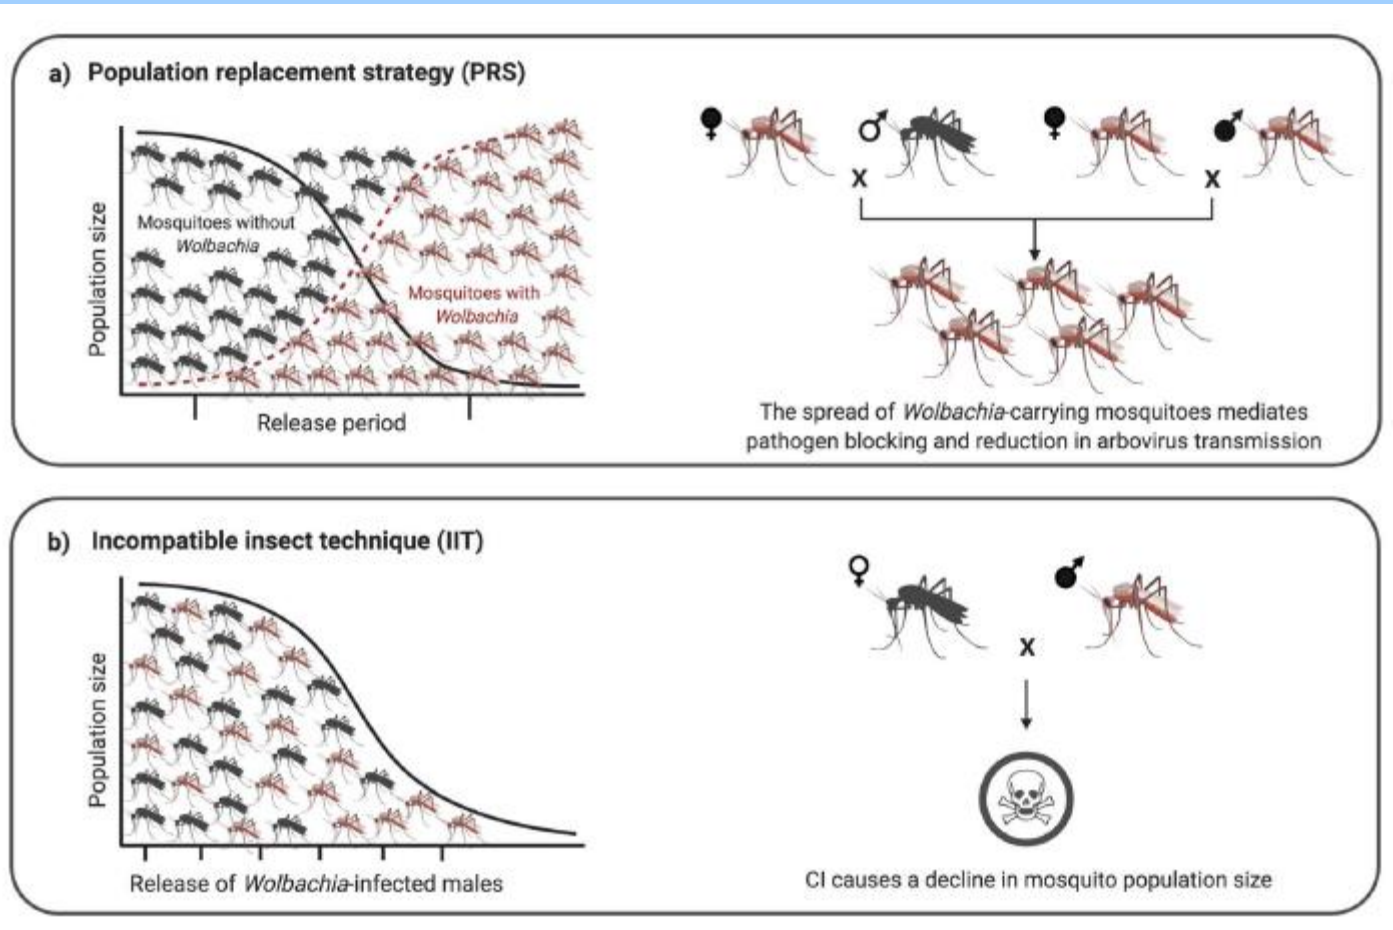 a) Population replacement strategy (PRS)
Population size
Mosquitoes without
Wolbachia
Mosquitoes with
Wolbachia
Release period
X
X
The spread of Wolbachia-carrying mosquitoes mediates
pathogen blocking and reduction in arbovirus transmission
b) Incompatible insect technique (IIT)
Population size
Release of Wolbachia-infected males
X
CI causes a decline in mosquito population size